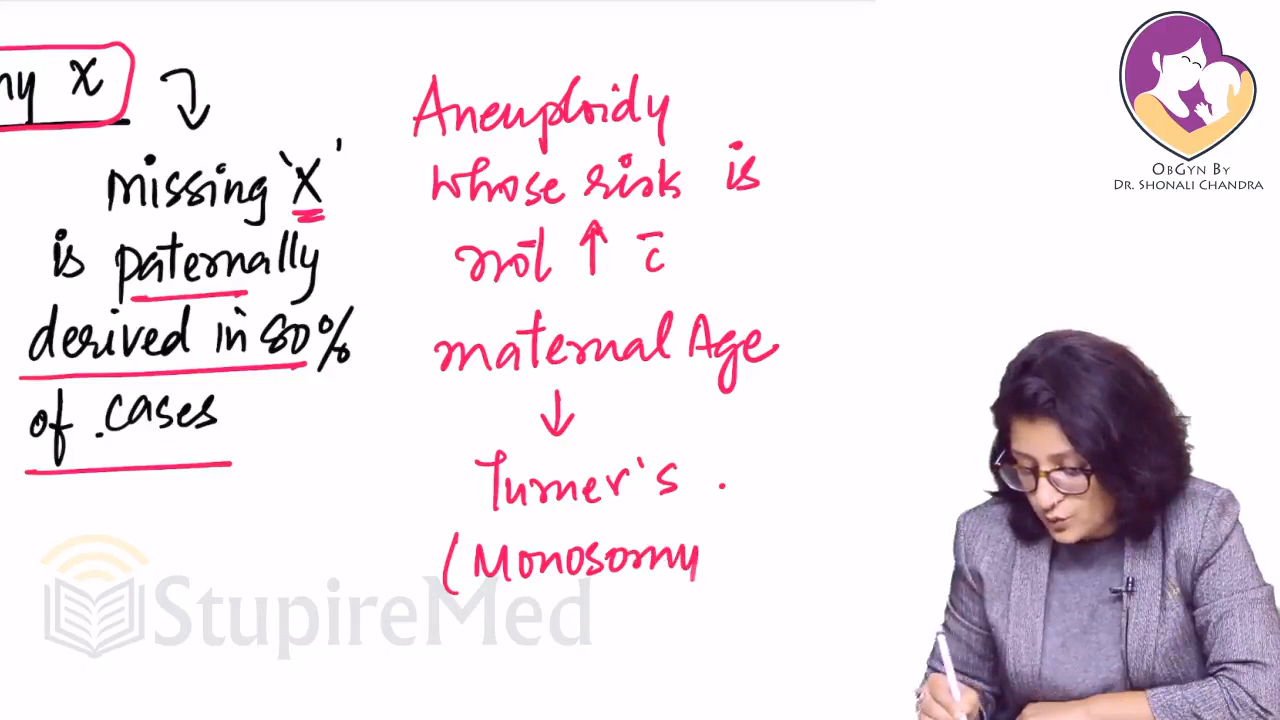 ny X
missing 'X'
is paternally
derived in 80%
of cases
Aneuploidy
whose risk is
not ↑ c̄
maternal Age
↓
Turner's .
(Monosomy
ObGyn By
Dr. Shonali Chandra
StupireMed